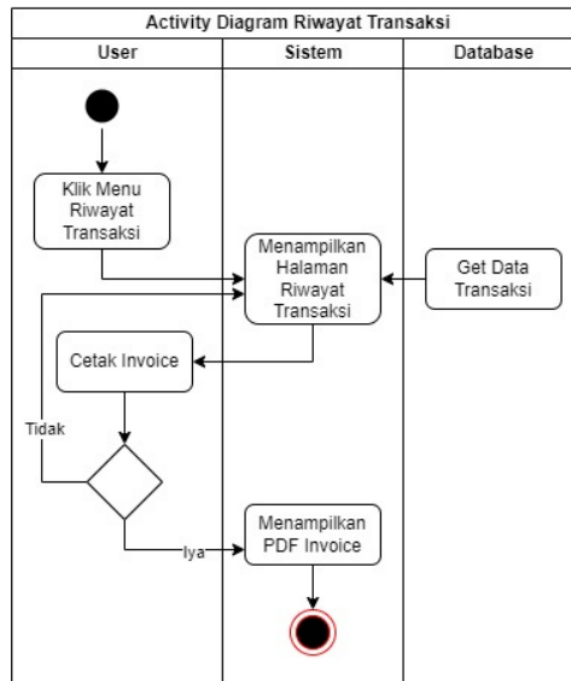 Activity Diagram Riwayat Transaksi
User
Sistem
Database
Klik Menu
Riwayat
Transaksi
Menampilkan
Halaman
Riwayat
Transaksi
Get Data
Transaksi
Cetak Invoice
Tidak
Iya
Menampilkan
PDF Invoice